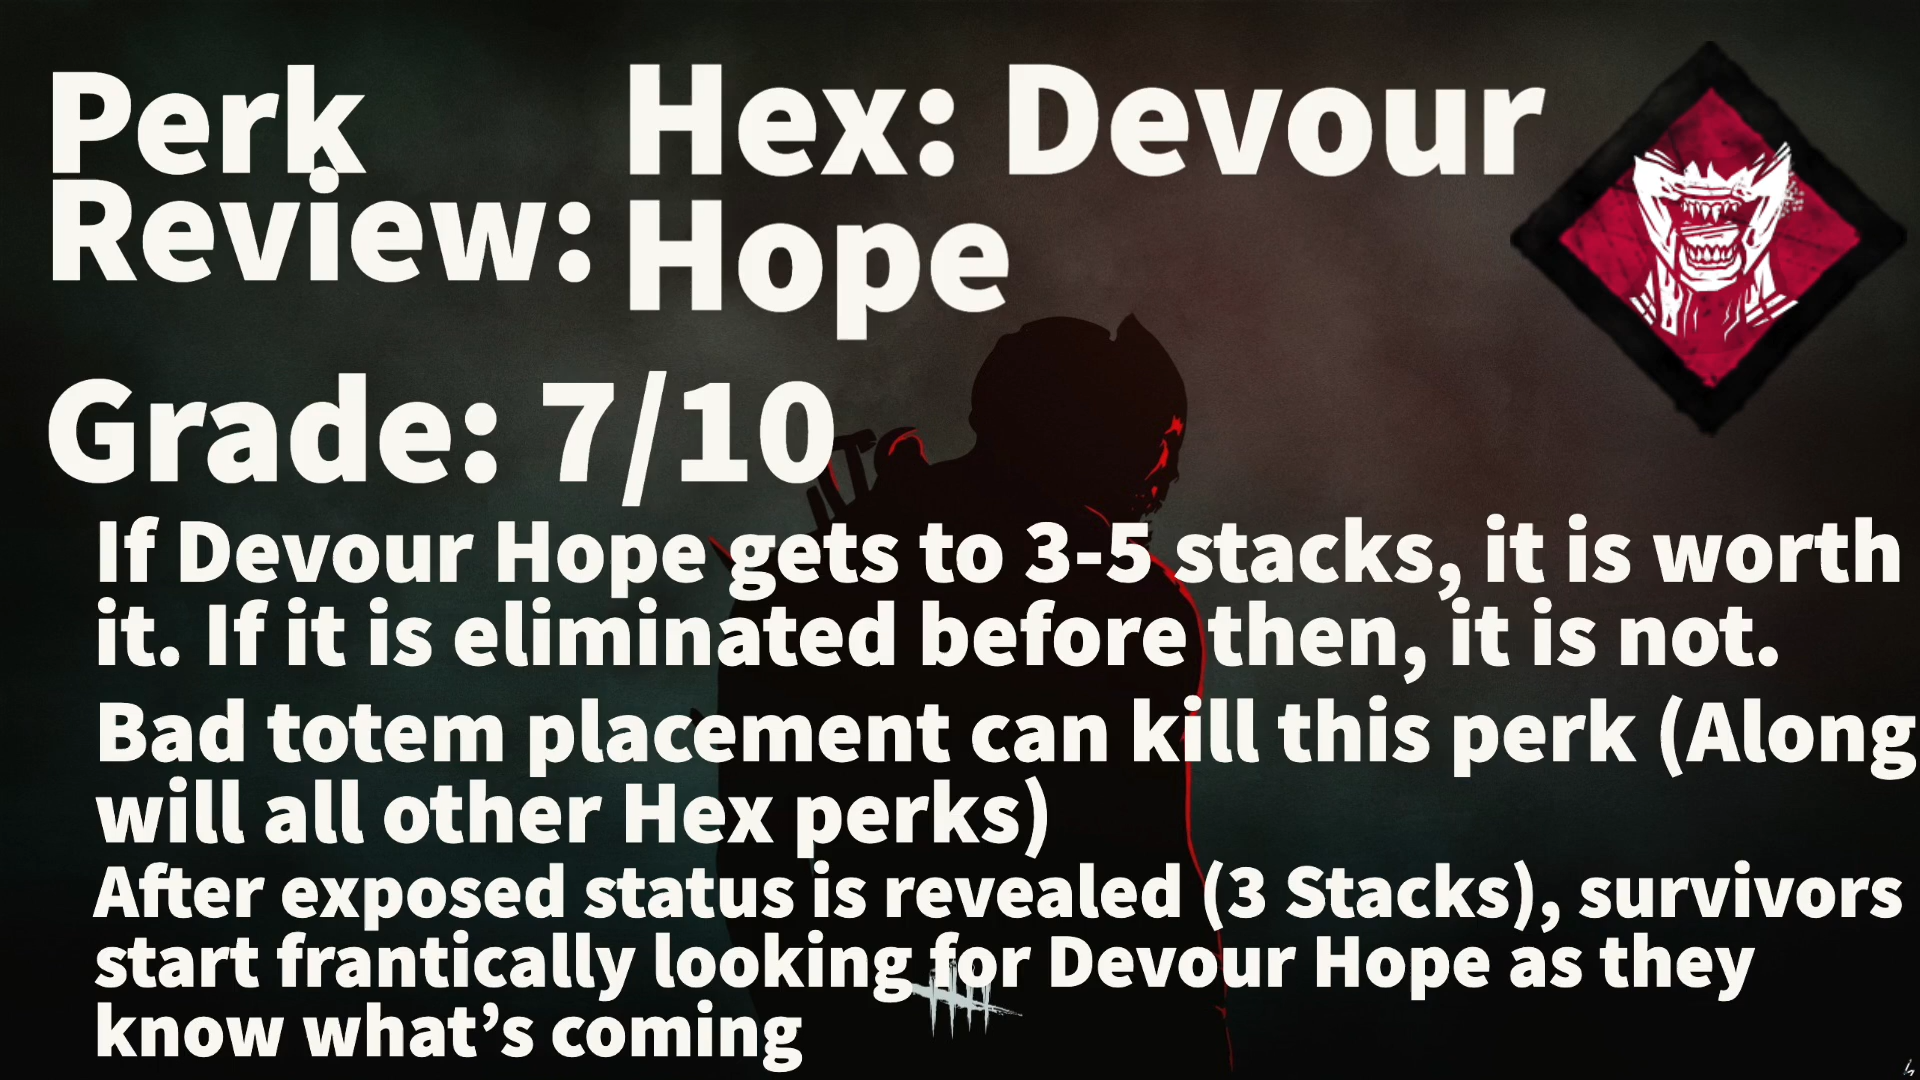 Perk
Review:
Hex: Devour
Hope
Grade: 7/10
If Devour Hope gets to 3-5 stacks, it is worth
it. If it is eliminated before then, it is not.
Bad totem placement can kill this perk (Along
will all other Hex perks)
After exposed status is revealed (3 Stacks), survivors
start frantically looking for Devour Hope as they
know what’s coming